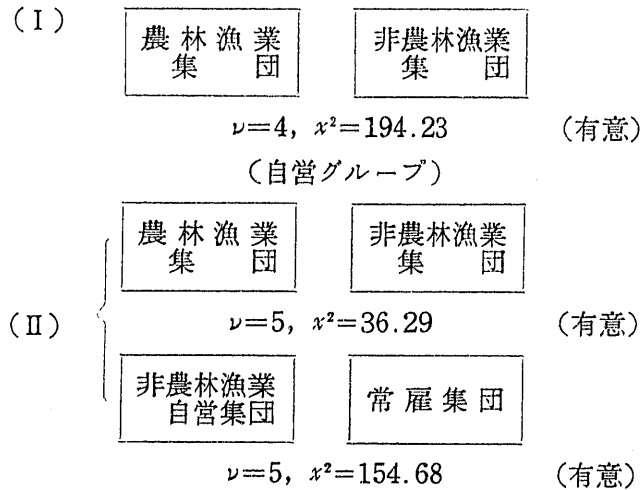 (Ⅰ)
農林漁業 非農林漁業
集団 集団
ν=4, x²=194.23 (有意)
(自営グループ)
農林漁業 非農林漁業
集団 集団
(Ⅱ) ν=5, x²=36.29 (有意)
非農林漁業
自営集団 常雇集団
ν=5, x²=154.68 (有意)